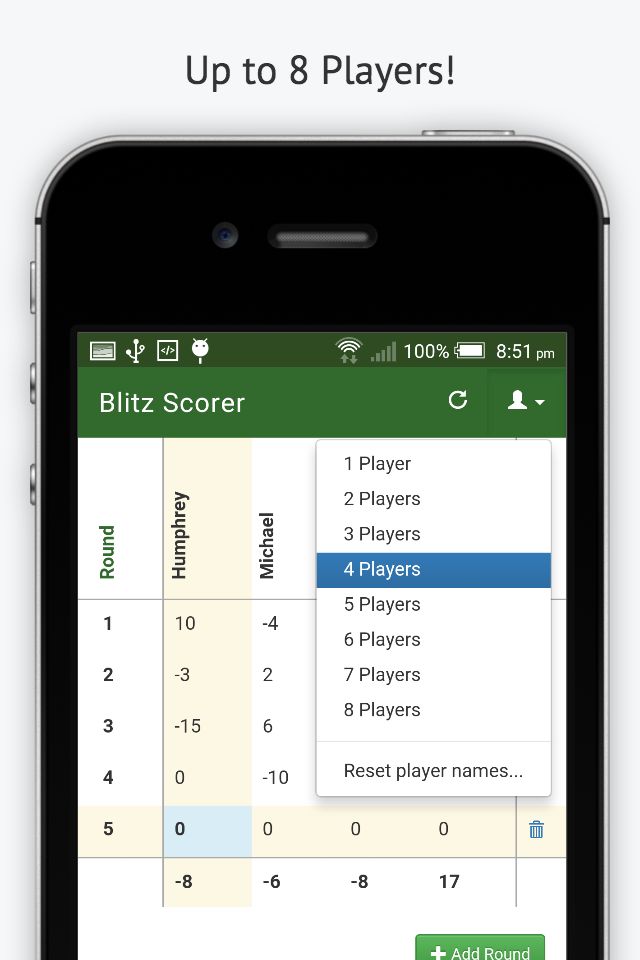 Up to 8 Players!
100% 8:51 pm
Blitz Scorer
Round Humphrey Michael
1 Player
2 Players
3 Players
4 Players
5 Players
6 Players
7 Players
8 Players
Reset player names...
1 10 -4
2 -3 2
3 -15 6
4 0 -10
5 0 0 0 0
-8 -6 -8 17
Add Round